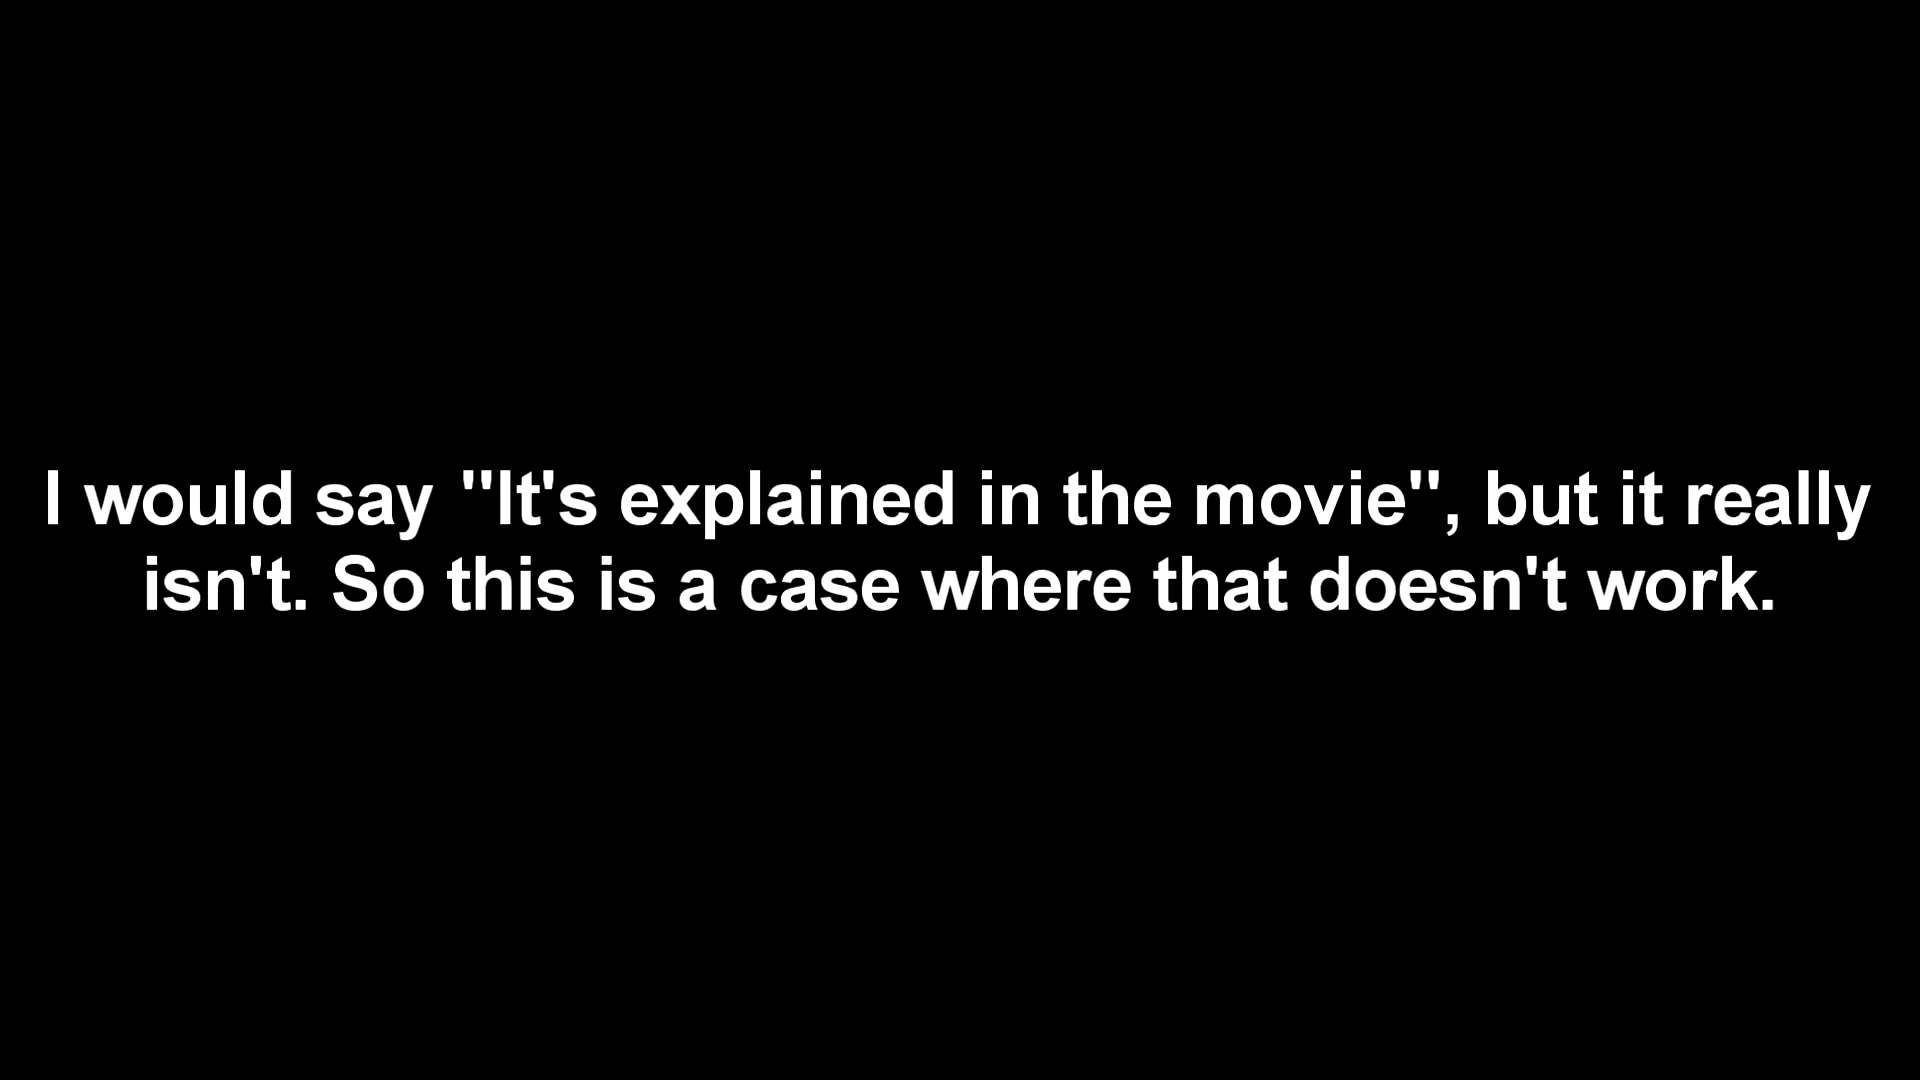 I would say "It's explained in the movie", but it really
isn't. So this is a case where that doesn't work.